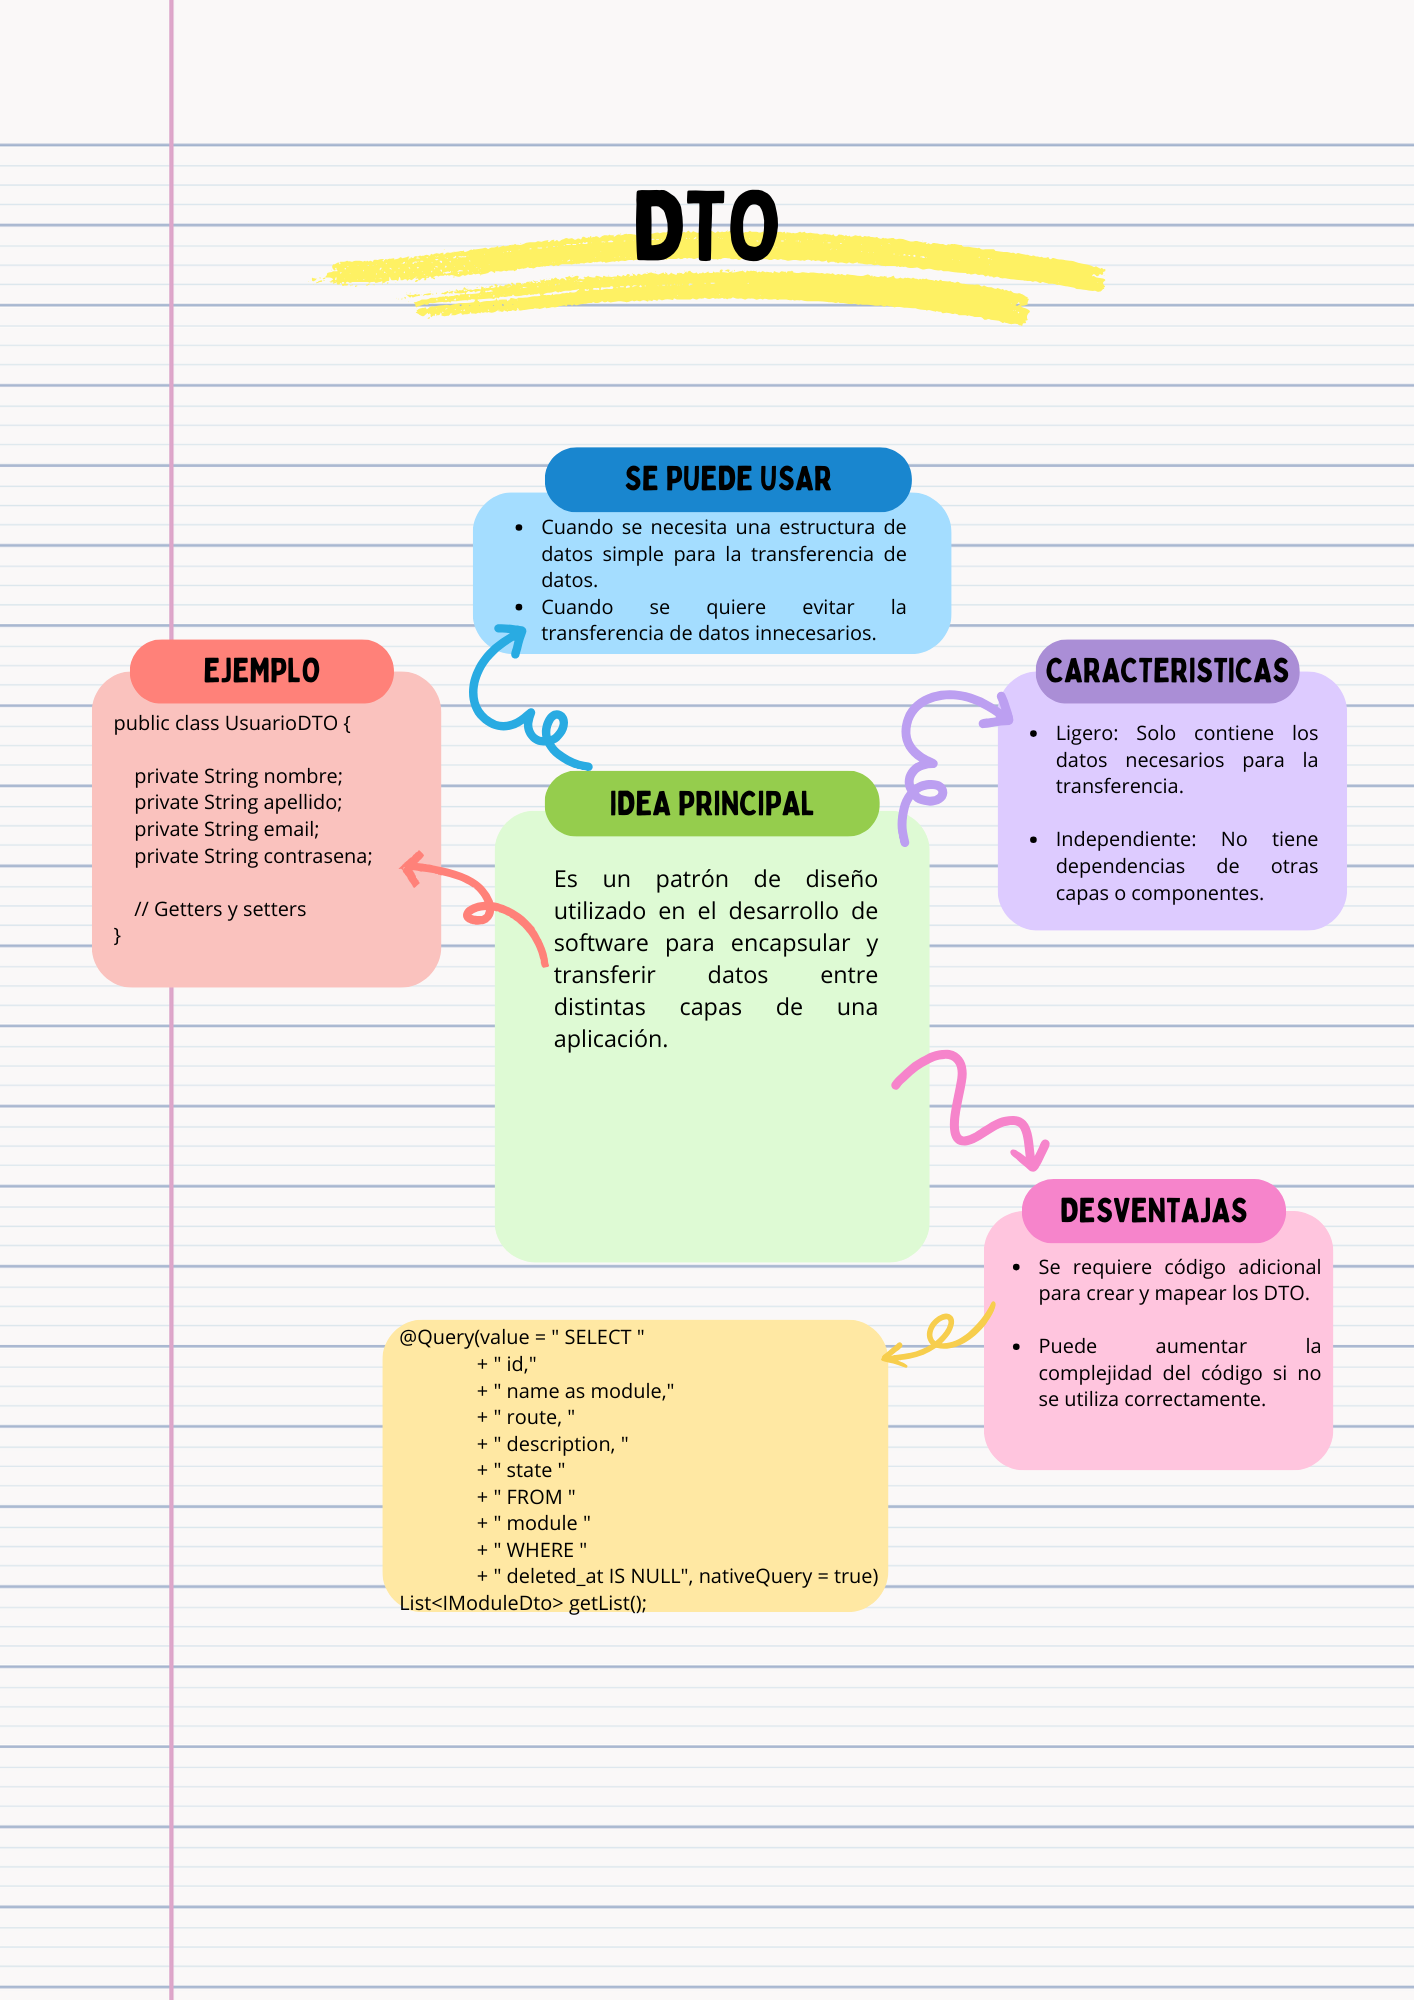 DTO
SE PUEDE USAR
• Cuando se necesita una estructura de
datos simple para la transferencia de
datos.
• Cuando se quiere evitar la
transferencia de datos innecesarios.
EJEMPLO
public class UsuarioDTO {
private String nombre;
private String apellido;
private String email;
private String contrasena;
// Getters y setters
}
CARACTERISTICAS
• Ligero: Solo contiene los
datos necesarios para la
transferencia.
• Independiente: No tiene
dependencias de otras
capas o componentes.
IDEA PRINCIPAL
Es un patrón de diseño
utilizado en el desarrollo de
software para encapsular y
transferir datos entre
distintas capas de una
aplicación.
DESVENTAJAS
• Se requiere código adicional
para crear y mapear los DTO.
• Puede aumentar la
complejidad del código si no
se utiliza correctamente.
@Query(value = " SELECT "
+ " id,"
+ " name as module,"
+ " route, "
+ " description, "
+ " state "
+ " FROM "
+ " module "
+ " WHERE "
+ " deleted_at IS NULL", nativeQuery = true)
List<IModuleDto> getList();